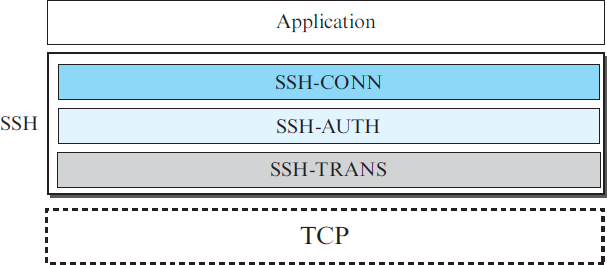 Application
SSH-CONN
SSH
SSH-AUTH
SSH-TRANS
TCP